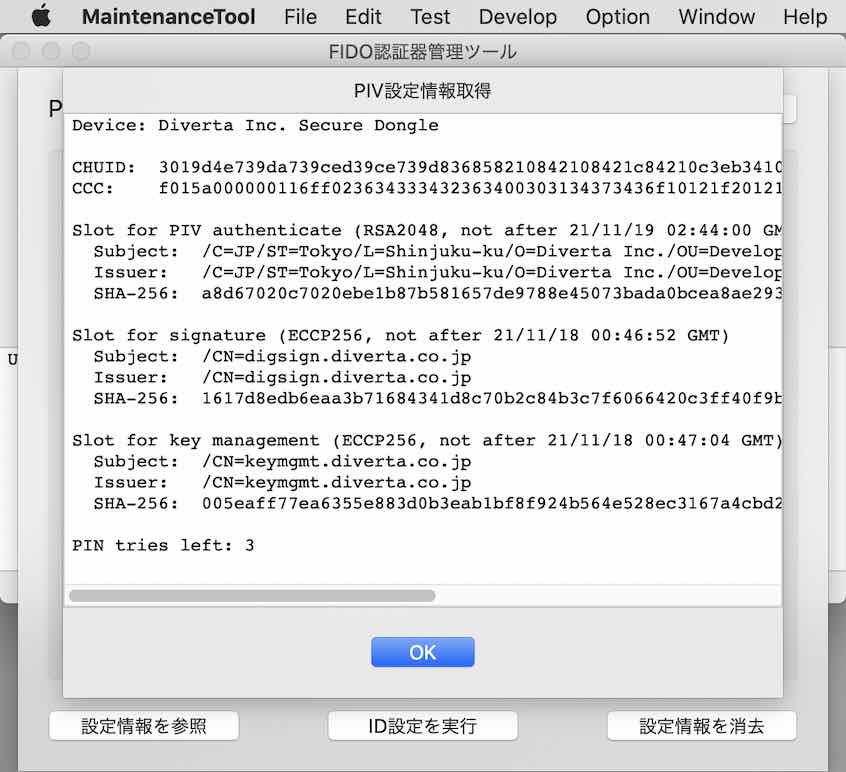 MaintenanceTool File Edit Test Develop Option Window Help
FIDO認証器管理ツール
PIV設定情報取得
P
Device: Diverta Inc. Secure Dongle
CHUID: 3019d4e739da739ced39ce739d836858210842108421c84210c3eb3410
CCC: f015a000000116ff02363433343236340030313437343 6f10121f20121
Slot for PIV authenticate (RSA2048, not after 21/11/19 02:44:00 GM
Subject: /C=JP/ST=Tokyo/L=Shinjuku-ku/O=Diverta Inc./OU=Develop
Issuer: /C=JP/ST=Tokyo/L=Shinjuku-ku/O=Diverta Inc./OU=Develop
SHA-256: a8d67020c7020ebe1b87b581657de9788e45073bada0bcea8ae293
Slot for signature (ECCP256, not after 21/11/18 00:46:52 GMT)
Subject: /CN=digsign.diverta.co.jp
Issuer: /CN=digsign.diverta.co.jp
U
SHA-256: 1617d8edb6eaa3b71684341d8c70b2c84b3c7f6066420c3ff40f9b
Slot for key management (ECCP256, not after 21/11/18 00:47:04 GMT)
Subject: /CN=keymgmt.diverta.co.jp
Issuer: /CN=keymgmt.diverta.co.jp
SHA-256: 005eaff77ea6355e883d0b3eab1bf8f924b564e528ec3167a4cbd2
PIN tries left: 3
OK
設定情報を参照 ID設定を実行 設定情報を消去